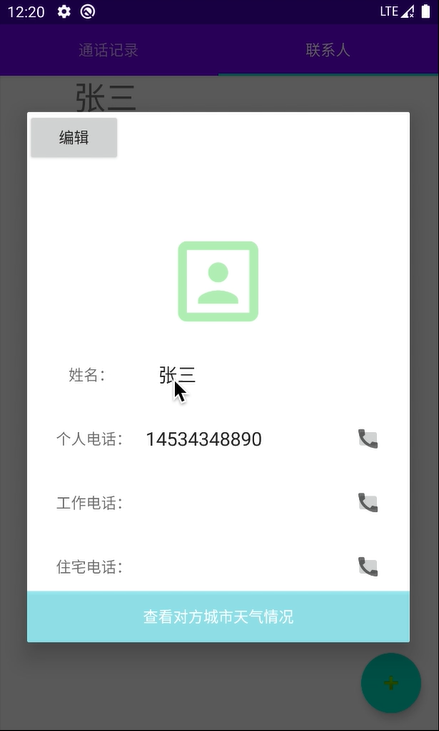 12:20 LTE
通话记录 联系人
张三
编辑
姓名： 张三
个人电话： 14534348890
工作电话：
住宅电话：
查看对方城市天气情况